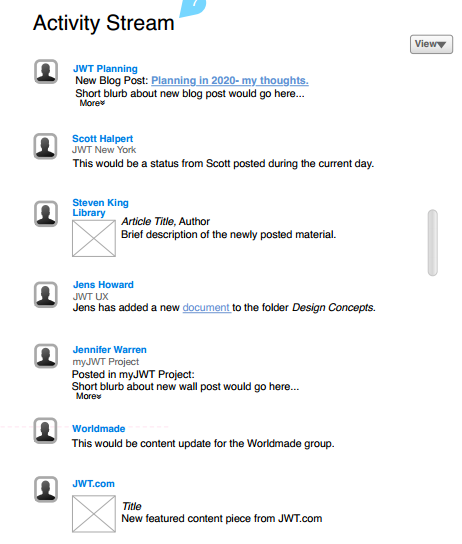 Activity Stream
View
JWT Planning
New Blog Post: Planning in 2020- my thoughts.
Short blurb about new blog post would go here...
More
Scott Halpert
JWT New York
This would be a status from Scott posted during the current day.
Steven King
Library
Article Title, Author
Brief description of the newly posted material.
Jens Howard
JWT UX
Jens has added a new document to the folder Design Concepts.
Jennifer Warren
myJWT Project
Posted in myJWT Project:
Short blurb about new wall post would go here...
More
Worldmade
This would be content update for the Worldmade group.
JWT.com
Title
New featured content piece from JWT.com